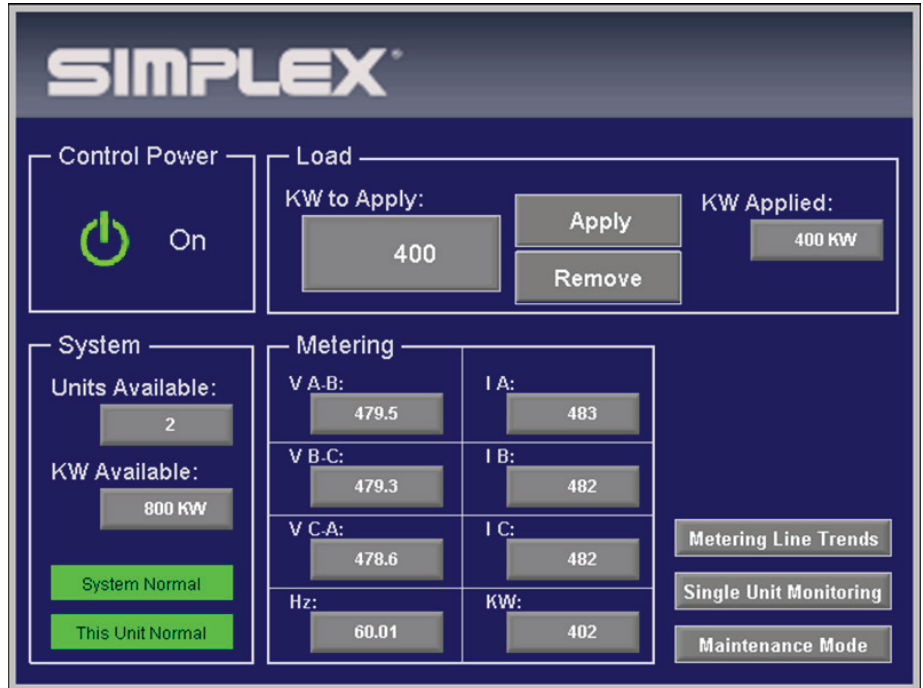 SIMPLEX®
Control Power
On
Load
KW to Apply:
400
Apply
Remove
KW Applied:
400 KW
System
Units Available:
2
KW Available:
800 KW
System Normal
This Unit Normal
Metering
V A-B:
479.5
I A:
483
V B-C:
479.3
I B:
482
V C-A:
478.6
I C:
482
Hz:
60.01
KW:
402
Metering Line Trends
Single Unit Monitoring
Maintenance Mode